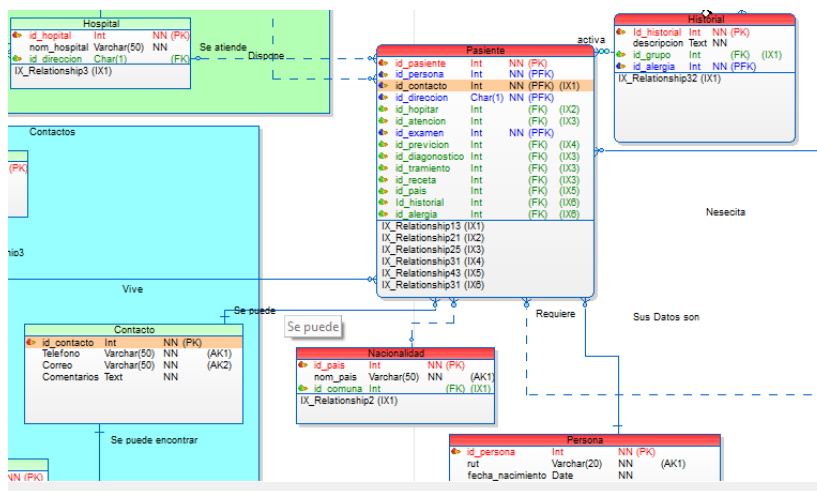 Hospital
id_hopital Int NN (PK)
nom_hospital Varchar(50) NN
id_direccion Char(1) (FK)
IX_Relationship3 (IX1)
Se atiende
Dispone
activa
Historial
Id_historial Int NN (PK)
descripcion Text NN
id_grupo Int (FK) (IX1)
id_alergia Int NN (PFK)
IX_Relationship32 (IX1)
Pasiente
id_pasiente Int NN (PK)
id_persona Int NN (PFK)
id_contacto Int NN (PFK) (IX1)
id_direccion Char(1) NN (PFK)
id_hopitar Int (FK) (IX2)
id_atencion Int (FK) (IX3)
id_examen Int NN (PFK)
id_previcion Int (FK) (IX4)
id_diagonostico Int (FK) (IX3)
id_tramiento Int (FK) (IX3)
id_receta Int (FK) (IX3)
id_pais Int (FK) (IX5)
Id_historial Int (FK) (IX6)
id_alergia Int (FK) (IX6)
IX_Relationship13 (IX1)
IX_Relationship21 (IX2)
IX_Relationship25 (IX3)
IX_Relationship31 (IX4)
IX_Relationship43 (IX5)
IX_Relationship31 (IX6)
Contactos
(PK)
Nesecita
Vive
Se puede
Se puede
Requiere
Sus Datos son
Contacto
id_contacto Int NN (PK)
Telefono Varchar(50) NN (AK1)
Correo Varchar(50) NN (AK2)
Comentarios Text NN
Nacionalidad
id_pais Int NN (PK)
nom_pais Varchar(50) NN (AK1)
id_comuna Int (FK) (IX1)
IX_Relationship2 (IX1)
Se puede encontrar
Persona
id_persona Int NN (PK)
rut Varchar(20) NN (AK1)
fecha_nacimiento Date NN
NN (PK)